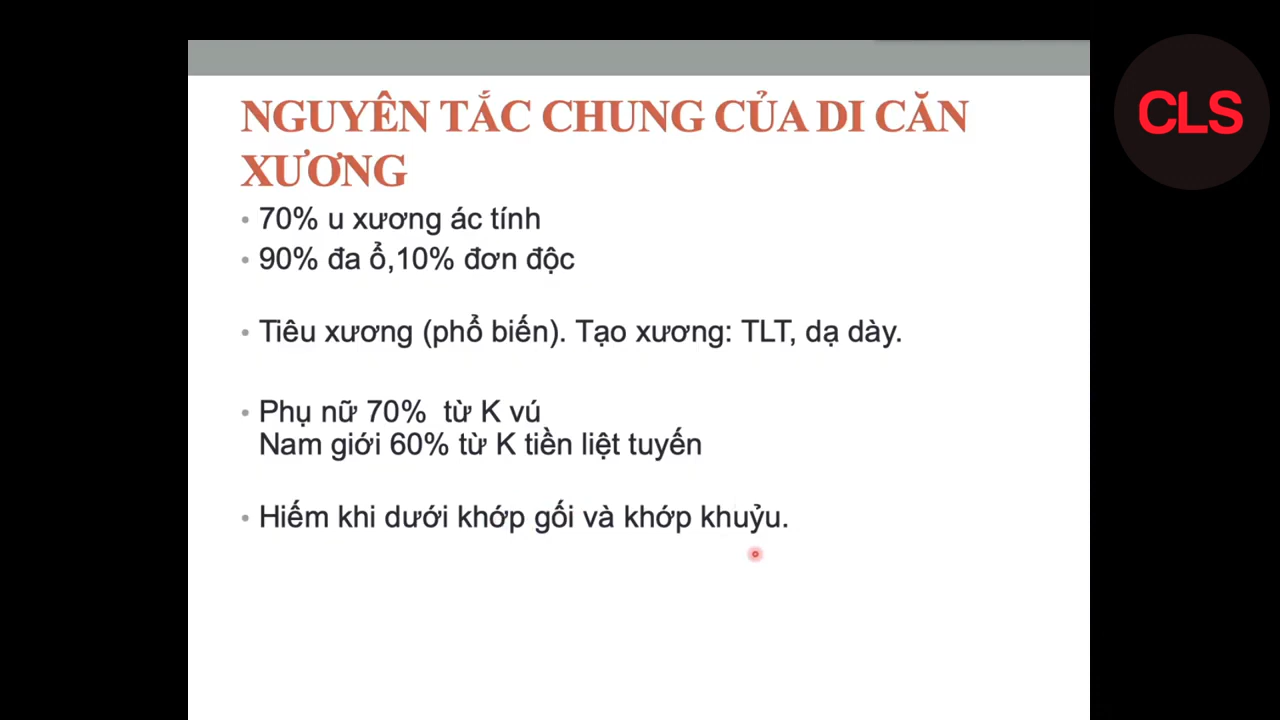 NGUYÊN TẮC CHUNG CỦA DI CĂN
XƯƠNG
• 70% u xương ác tính
• 90% đa ổ,10% đơn độc
• Tiêu xương (phổ biến). Tạo xương: TLT, dạ dày.
• Phụ nữ 70% từ K vú
Nam giới 60% từ K tiền liệt tuyến
• Hiếm khi dưới khớp gối và khớp khuỷu.
CLS